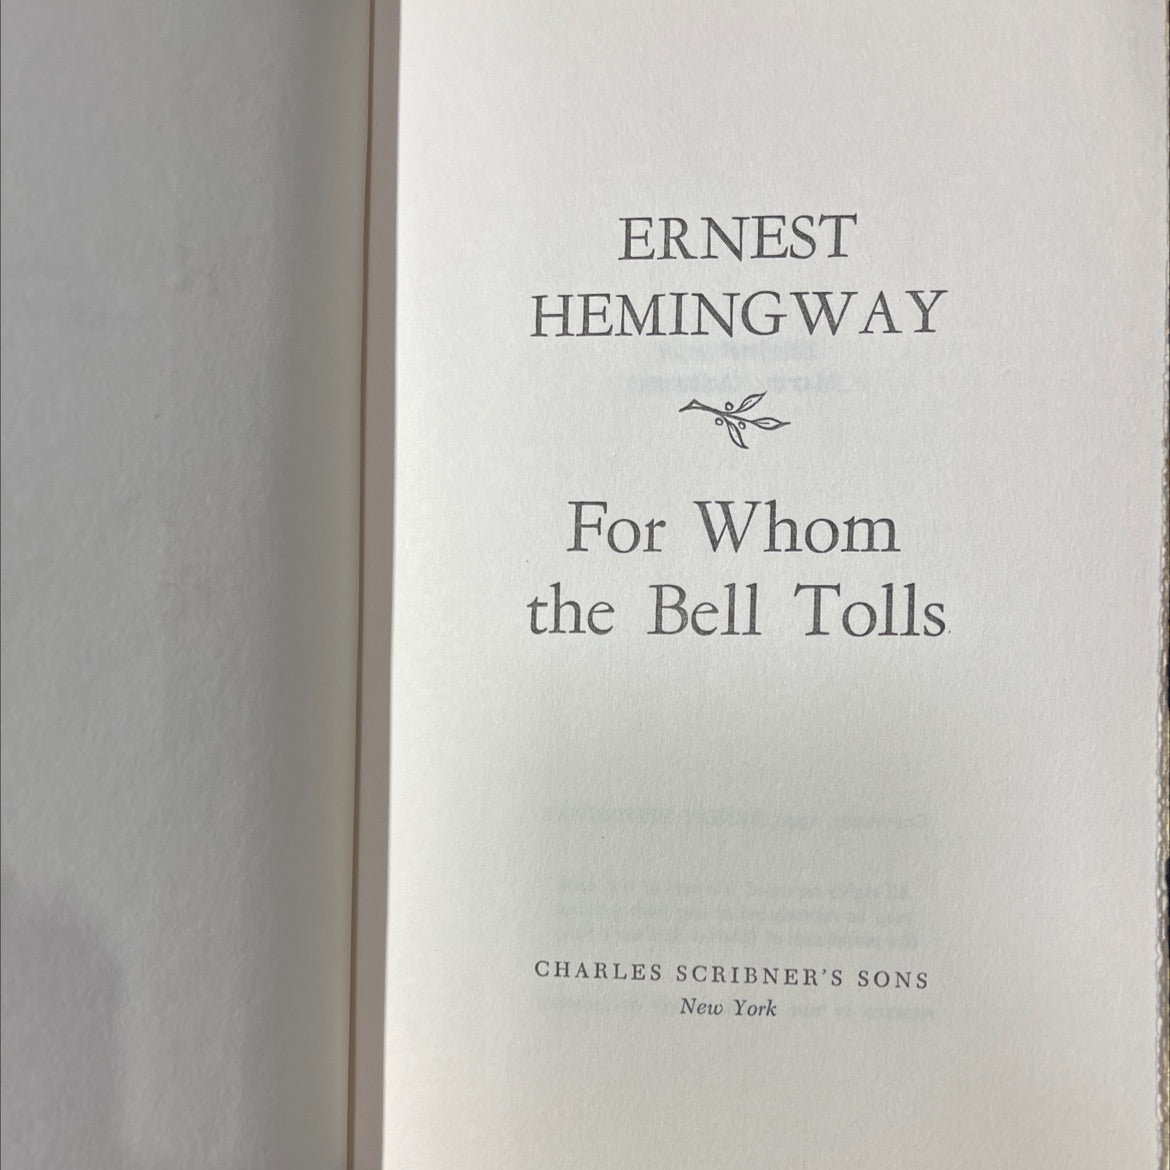 ERNEST
HEMINGWAY
For Whom
the Bell Tolls
CHARLES SCRIBNER'S SONS
New York